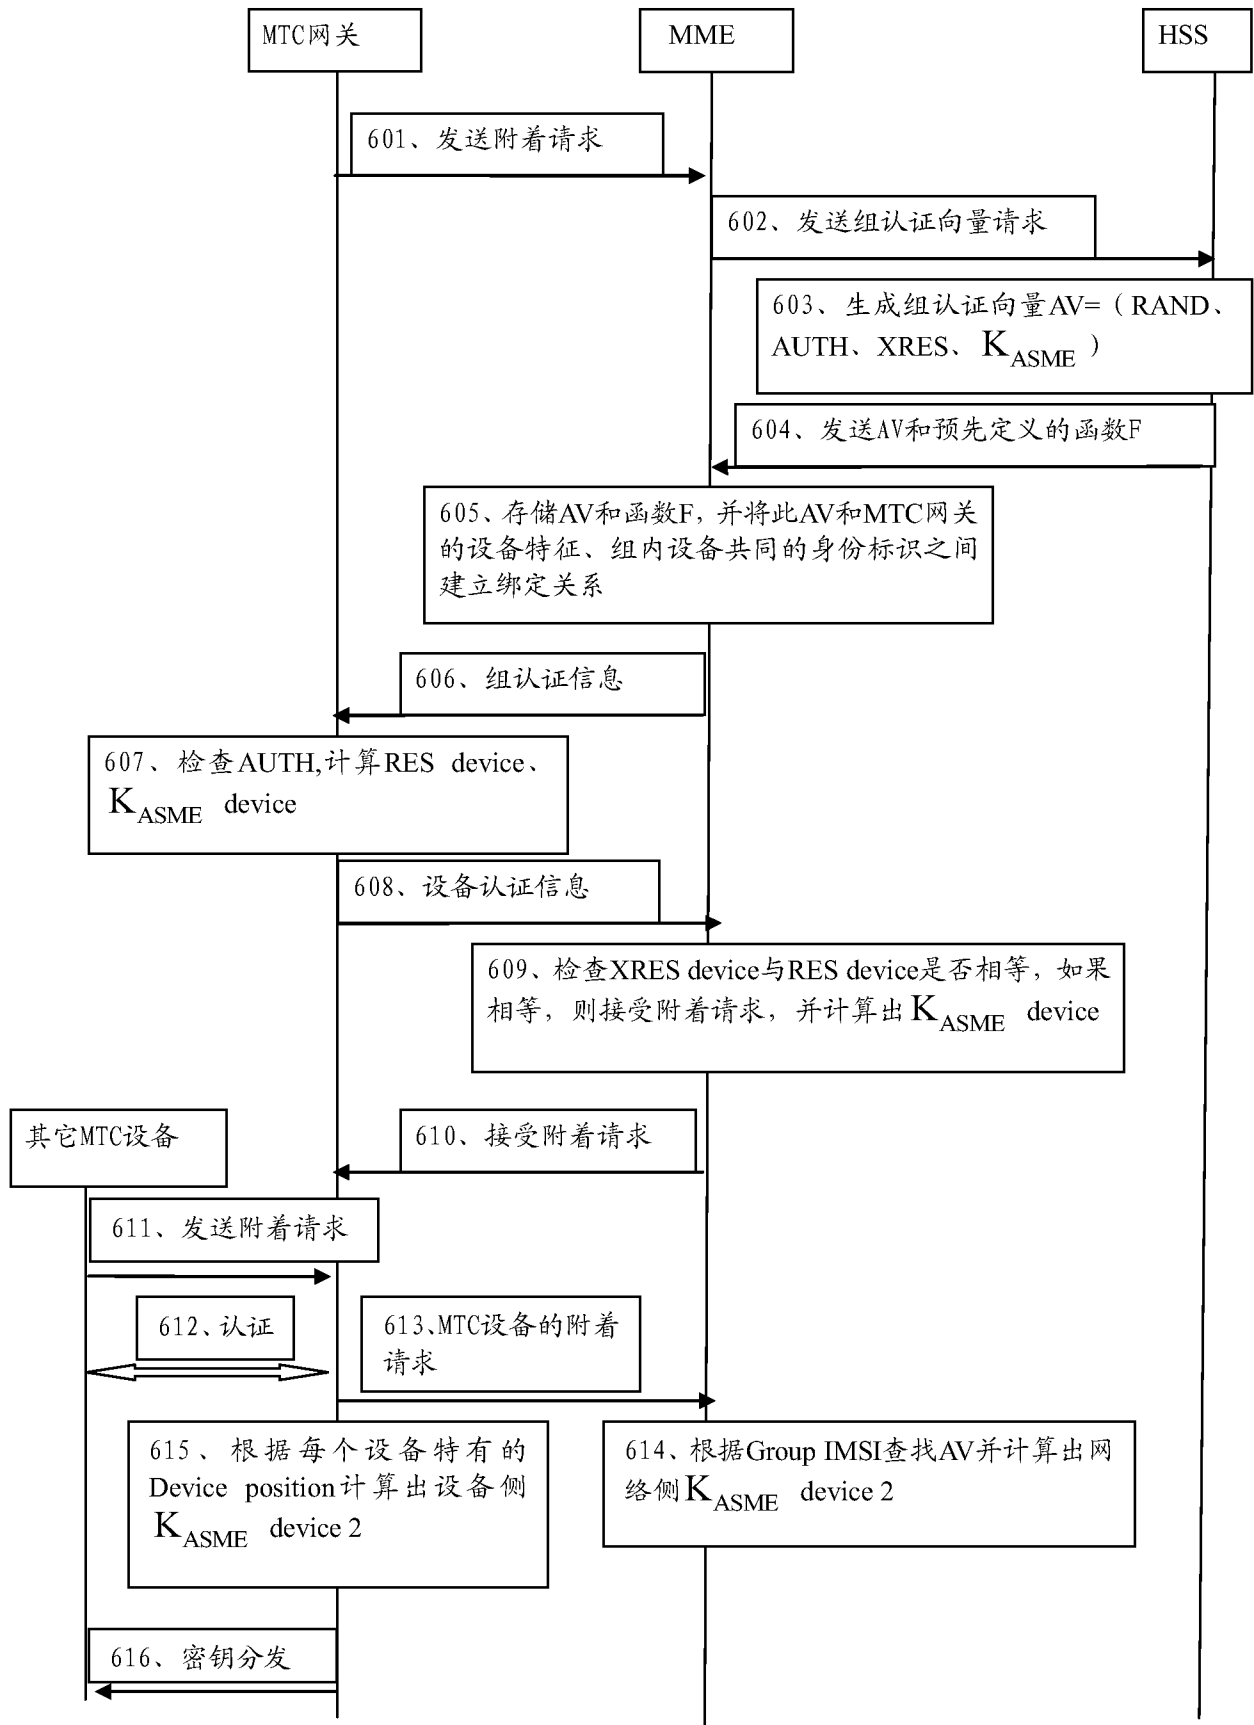 MTC网关
MME
HSS
601、发送附着请求
602、发送组认证向量请求
603、生成组认证向量AV=（RAND、
AUTH、XRES、KASME）
604、发送AV和预先定义的函数F
605、存储AV和函数F，并将此AV和MTC网关
的设备特征、组内设备共同的身份标识之间
建立绑定关系
606、组认证信息
607、检查AUTH,计算RES device、
KASME device
608、设备认证信息
609、检查XRES device与RES device是否相等，如果
相等，则接受附着请求，并计算出KASME device
其它MTC设备
610、接受附着请求
611、发送附着请求
612、认证
613、MTC设备的附着
请求
615、根据每个设备特有的
Device position计算出设备侧
KASME device 2
614、根据Group IMSI查找AV并计算出网
络侧KASME device 2
616、密钥分发